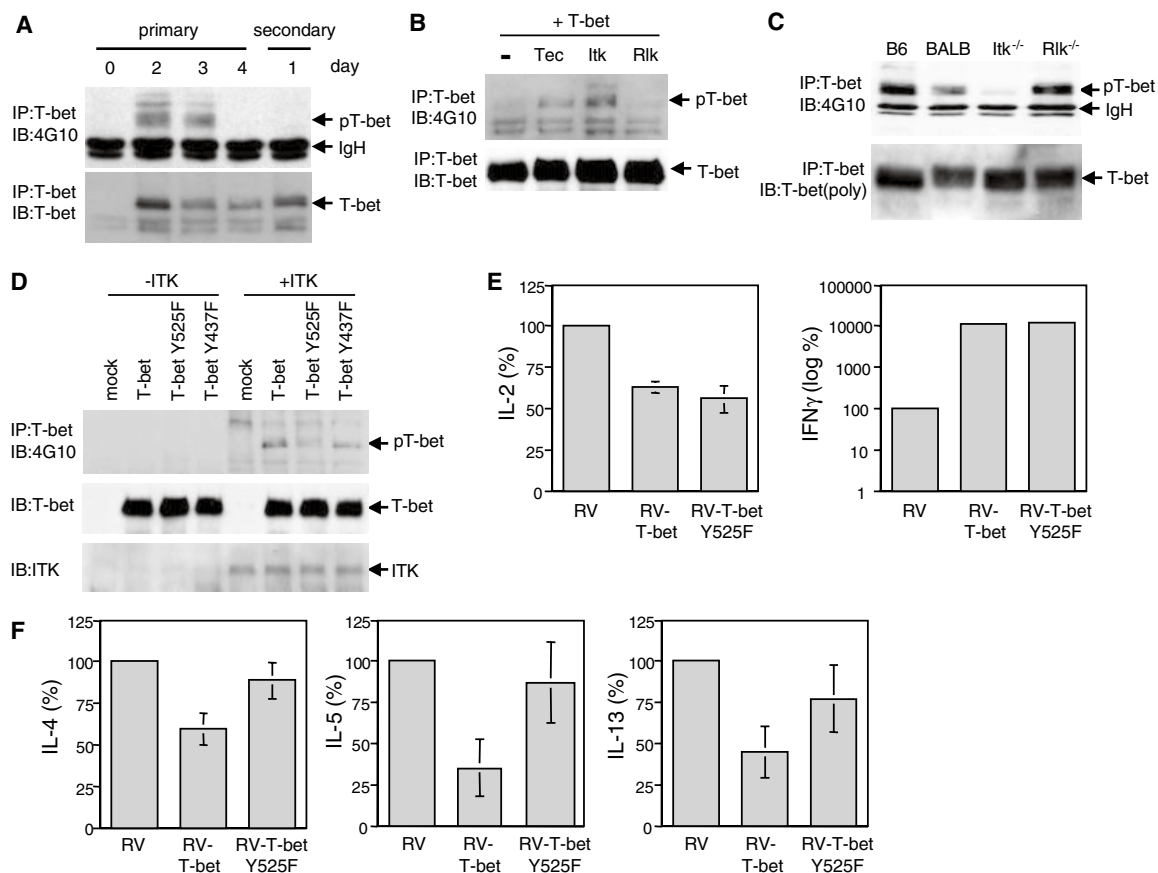 A
primary secondary
0 2 3 4 1 day
IP:T-bet
IB:4G10
pT-bet
IgH
IP:T-bet
IB:T-bet
T-bet
B
+ T-bet
- Tec Itk Rlk
IP:T-bet
IB:4G10
pT-bet
IP:T-bet
IB:T-bet
T-bet
C
B6 BALB Itk-/- Rlk-/-
IP:T-bet
IB:4G10
pT-bet
IgH
IP:T-bet
IB:T-bet(poly)
T-bet
D
-ITK +ITK
mock
T-bet
T-bet Y525F
T-bet Y437F
mock
T-bet
T-bet Y525F
T-bet Y437F
IP:T-bet
IB:4G10
pT-bet
IB:T-bet
T-bet
IB:ITK
ITK
E
IL-2 (%)
125
100
75
50
25
0
RV RV-T-bet RV-T-bet Y525F
IFNγ (log %)
100000
10000
1000
100
10
1
RV RV-T-bet RV-T-bet Y525F
F
IL-4 (%)
125
100
75
50
25
0
RV RV-T-bet RV-T-bet Y525F
IL-5 (%)
125
100
75
50
25
0
RV RV-T-bet RV-T-bet Y525F
IL-13 (%)
125
100
75
50
25
0
RV RV-T-bet RV-T-bet Y525F